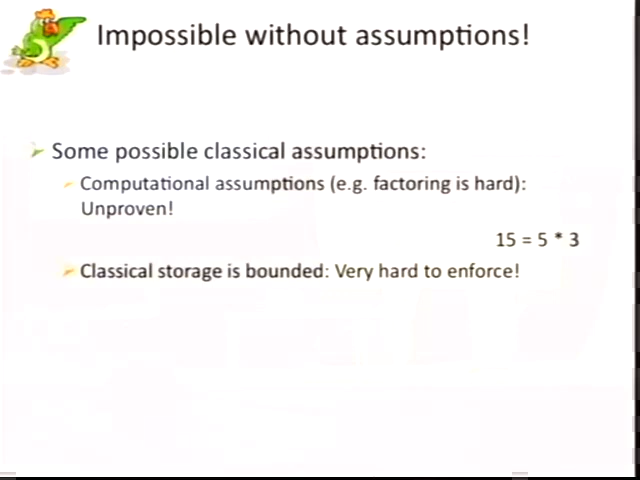 Impossible without assumptions!
Some possible classical assumptions:
Computational assumptions (e.g. factoring is hard):
Unproven!
15 = 5 * 3
Classical storage is bounded: Very hard to enforce!